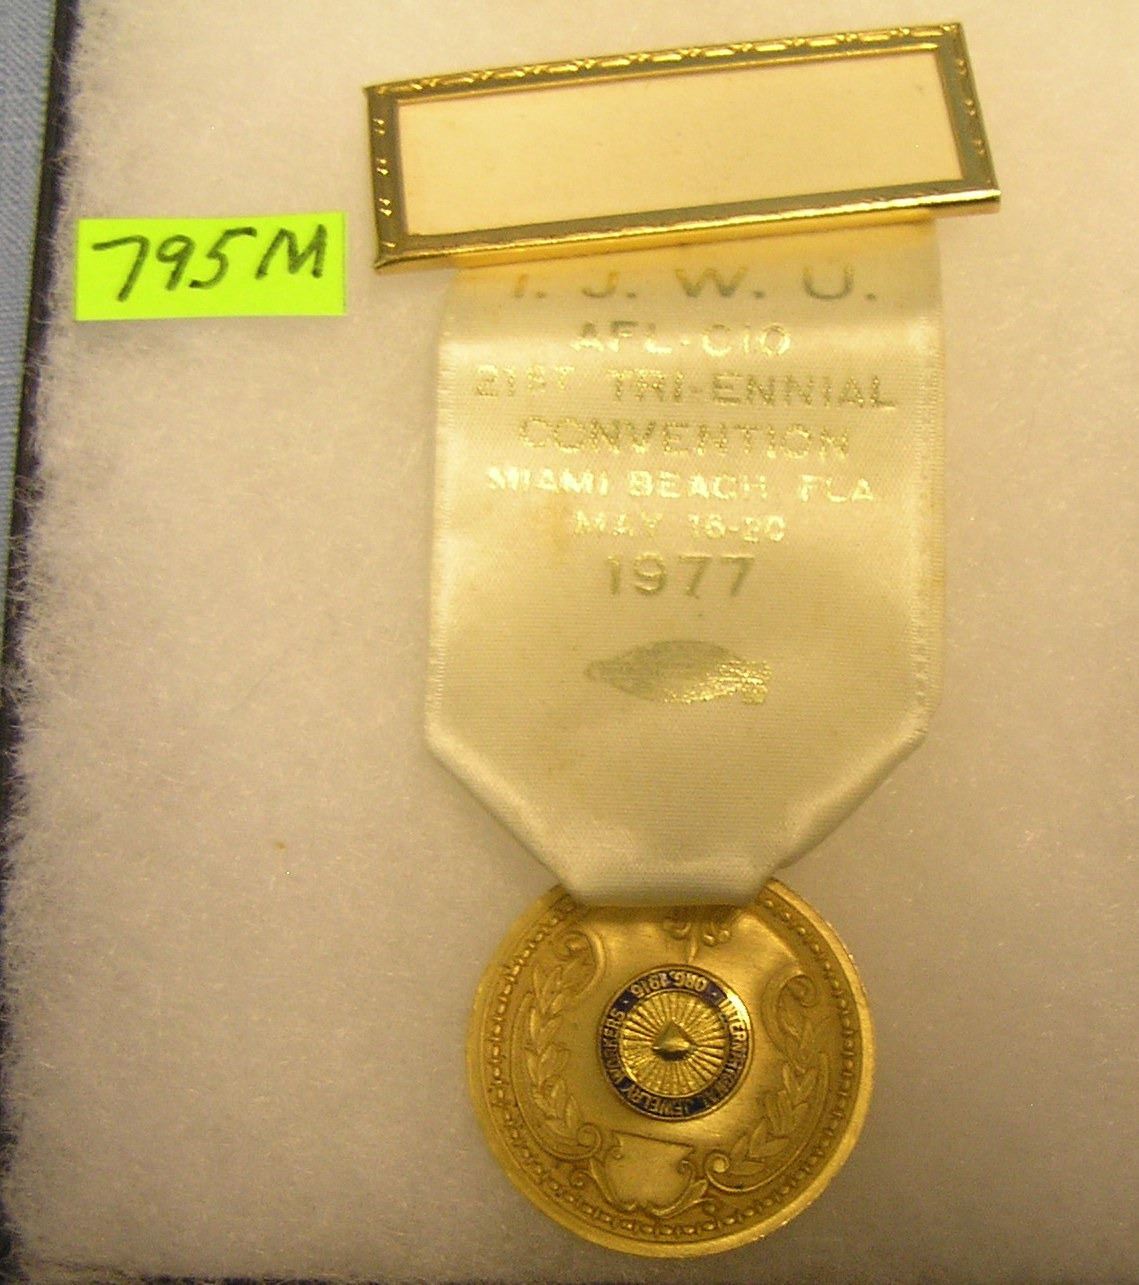 795M
I. J. W. U.
AFL-CIO
21ST TRI-ENNIAL
CONVENTION
MIAMI BEACH, FLA
MAY 16-20
1977
INTERNATIONAL JEWELRY WORKERS · ORG. 1916 ·